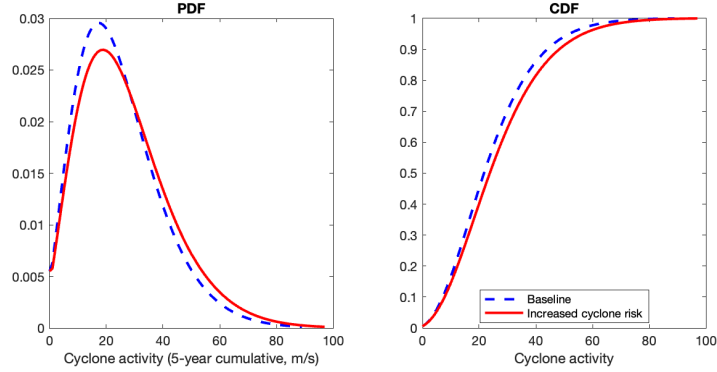 PDF
0.03
0.025
0.02
0.015
0.01
0.005
0
0 20 40 60 80 100
Cyclone activity (5-year cumulative, m/s)
CDF
1
0.9
0.8
0.7
0.6
0.5
0.4
0.3
0.2
0.1
0
Baseline
Increased cyclone risk
0 20 40 60 80 100
Cyclone activity